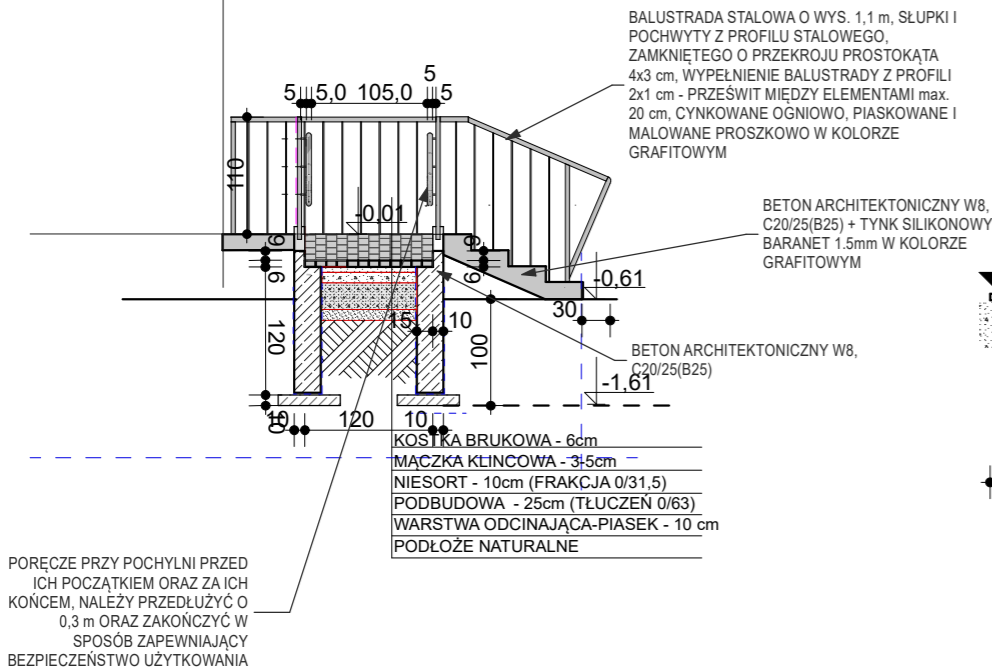 BALUSTRADA STALOWA O WYS. 1,1 m, SŁUPKI I
POCHWYTY Z PROFILU STALOWEGO,
ZAMKNIĘTEGO O PRZEKROJU PROSTOKĄTA
4x3 cm, WYPEŁNIENIE BALUSTRADY Z PROFILI
2x1 cm - PRZEŚWIT MIĘDZY ELEMENTAMI max.
20 cm, CYNKOWANE OGNIOWO, PIASKOWANE I
MALOWANE PROSZKOWO W KOLORZE
GRAFITOWYM
5
5 5,0 105,0 5
110
-0,01
BETON ARCHITEKTONICZNY W8,
C20/25(B25) + TYNK SILIKONOWY
BARANET 1.5mm W KOLORZE
GRAFITOWYM
9
9
6
6
-0,61
30
15
10
120
100
BETON ARCHITEKTONICZNY W8,
C20/25(B25)
-1,61
10
10 120 10
KOSTKA BRUKOWA - 6cm
MĄCZKA KLINCOWA - 3-5cm
NIESORT - 10cm (FRAKCJA 0/31,5)
PODBUDOWA - 25cm (TŁUCZEŃ 0/63)
WARSTWA ODCINAJĄCA-PIASEK - 10 cm
PODŁOŻE NATURALNE
PORĘCZE PRZY POCHYLNI PRZED
ICH POCZĄTKIEM ORAZ ZA ICH
KOŃCEM, NALEŻY PRZEDŁUŻYĆ O
0,3 m ORAZ ZAKOŃCZYĆ W
SPOSÓB ZAPEWNIAJĄCY
BEZPIECZEŃSTWO UŻYTKOWANIA